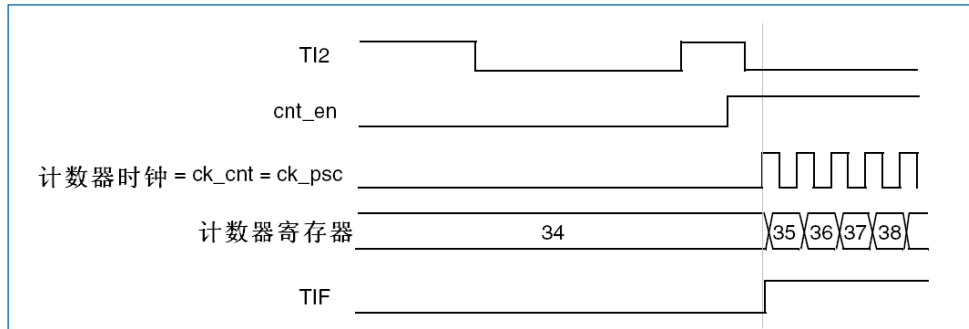 TI2
cnt_en
计数器时钟 = ck_cnt = ck_psc
计数器寄存器 34 35 36 37 38
TIF